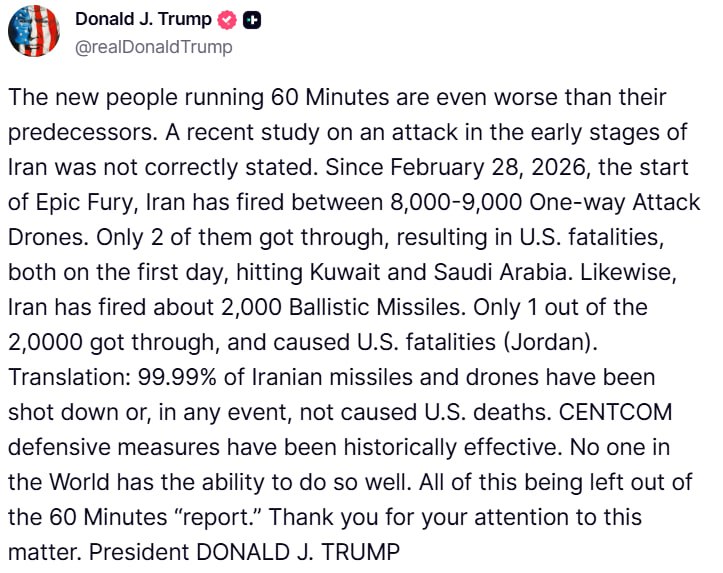 Donald J. Trump
@realDonaldTrump
The new people running 60 Minutes are even worse than their
predecessors. A recent study on an attack in the early stages of
Iran was not correctly stated. Since February 28, 2026, the start
of Epic Fury, Iran has fired between 8,000-9,000 One-way Attack
Drones. Only 2 of them got through, resulting in U.S. fatalities,
both on the first day, hitting Kuwait and Saudi Arabia. Likewise,
Iran has fired about 2,000 Ballistic Missiles. Only 1 out of the
2,0000 got through, and caused U.S. fatalities (Jordan).
Translation: 99.99% of Iranian missiles and drones have been
shot down or, in any event, not caused U.S. deaths. CENTCOM
defensive measures have been historically effective. No one in
the World has the ability to do so well. All of this being left out of
the 60 Minutes “report.” Thank you for your attention to this
matter. President DONALD J. TRUMP